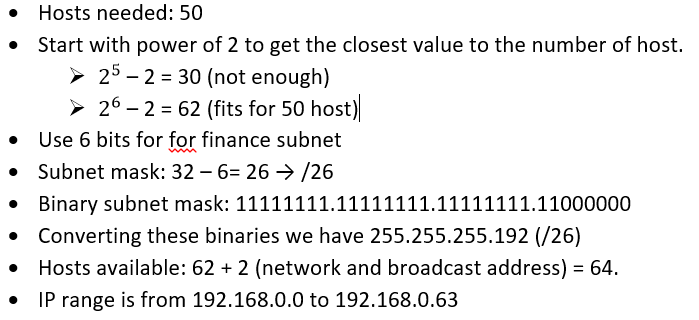 • Hosts needed: 50
• Start with power of 2 to get the closest value to the number of host.
➢ 2⁵ – 2 = 30 (not enough)
➢ 2⁶ – 2 = 62 (fits for 50 host)
• Use 6 bits for for finance subnet
• Subnet mask: 32 – 6= 26 → /26
• Binary subnet mask: 11111111.11111111.11111111.11000000
• Converting these binaries we have 255.255.255.192 (/26)
• Hosts available: 62 + 2 (network and broadcast address) = 64.
• IP range is from 192.168.0.0 to 192.168.0.63